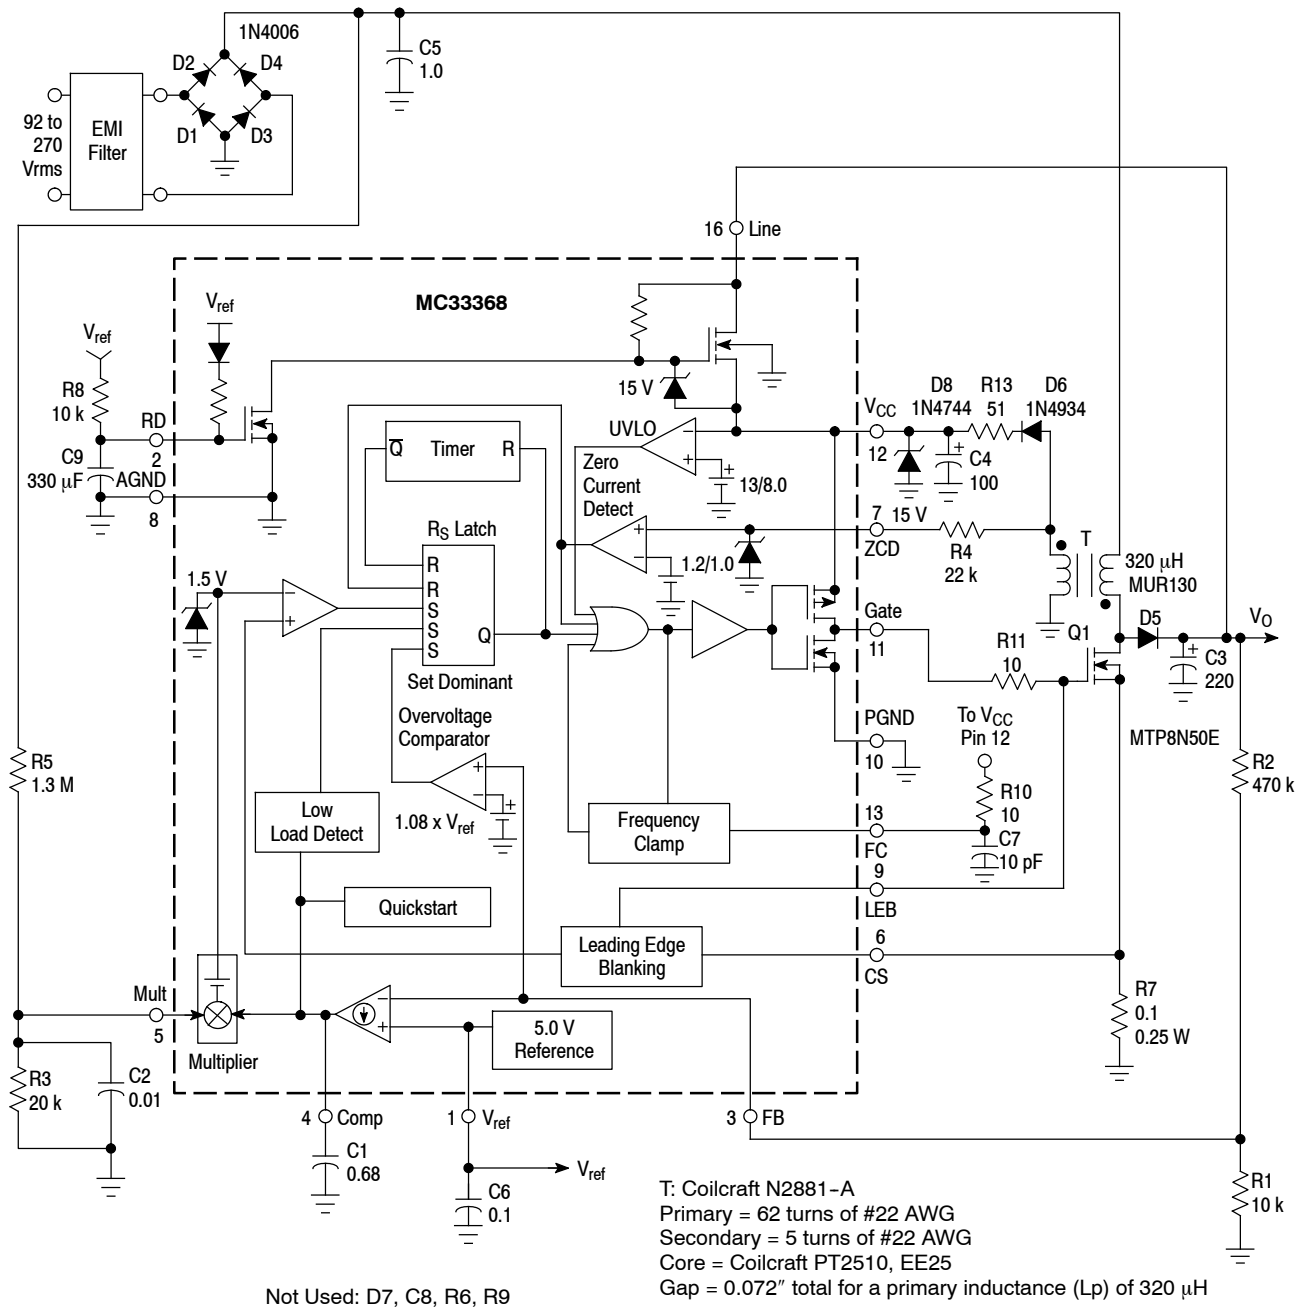 1N4006
D2
D4
D1
D3
C5
1.0
92 to
270
Vrms
EMI
Filter
16
Line
MC33368
Vref
Vref
R8
10 k
RD
2
C9
330 μF
AGND
8
15 V
VCC
12
D8
1N4744
R13
51
D6
1N4934
C4
100
UVLO
13/8.0
Q
Timer
R
Zero
Current
Detect
7
15 V
ZCD
R4
22 k
T
320 μH
MUR130
1.2/1.0
RS Latch
R
R
S
S
S
Q
Set Dominant
1.5 V
Gate
11
R11
10
Q1
D5
VO
C3
220
Overvoltage
Comparator
PGND
10
To VCC
Pin 12
MTP8N50E
R5
1.3 M
R2
470 k
Low
Load Detect
1.08 x Vref
Frequency
Clamp
13
FC
R10
10
C7
10 pF
9
LEB
Quickstart
Leading Edge
Blanking
6
CS
Mult
5
Multiplier
5.0 V
Reference
R7
0.1
0.25 W
R3
20 k
C2
0.01
4
Comp
1
Vref
3
FB
C1
0.68
Vref
C6
0.1
R1
10 k
T: Coilcraft N2881-A
Primary = 62 turns of #22 AWG
Secondary = 5 turns of #22 AWG
Core = Coilcraft PT2510, EE25
Gap = 0.072″ total for a primary inductance (Lp) of 320 μH
Not Used: D7, C8, R6, R9